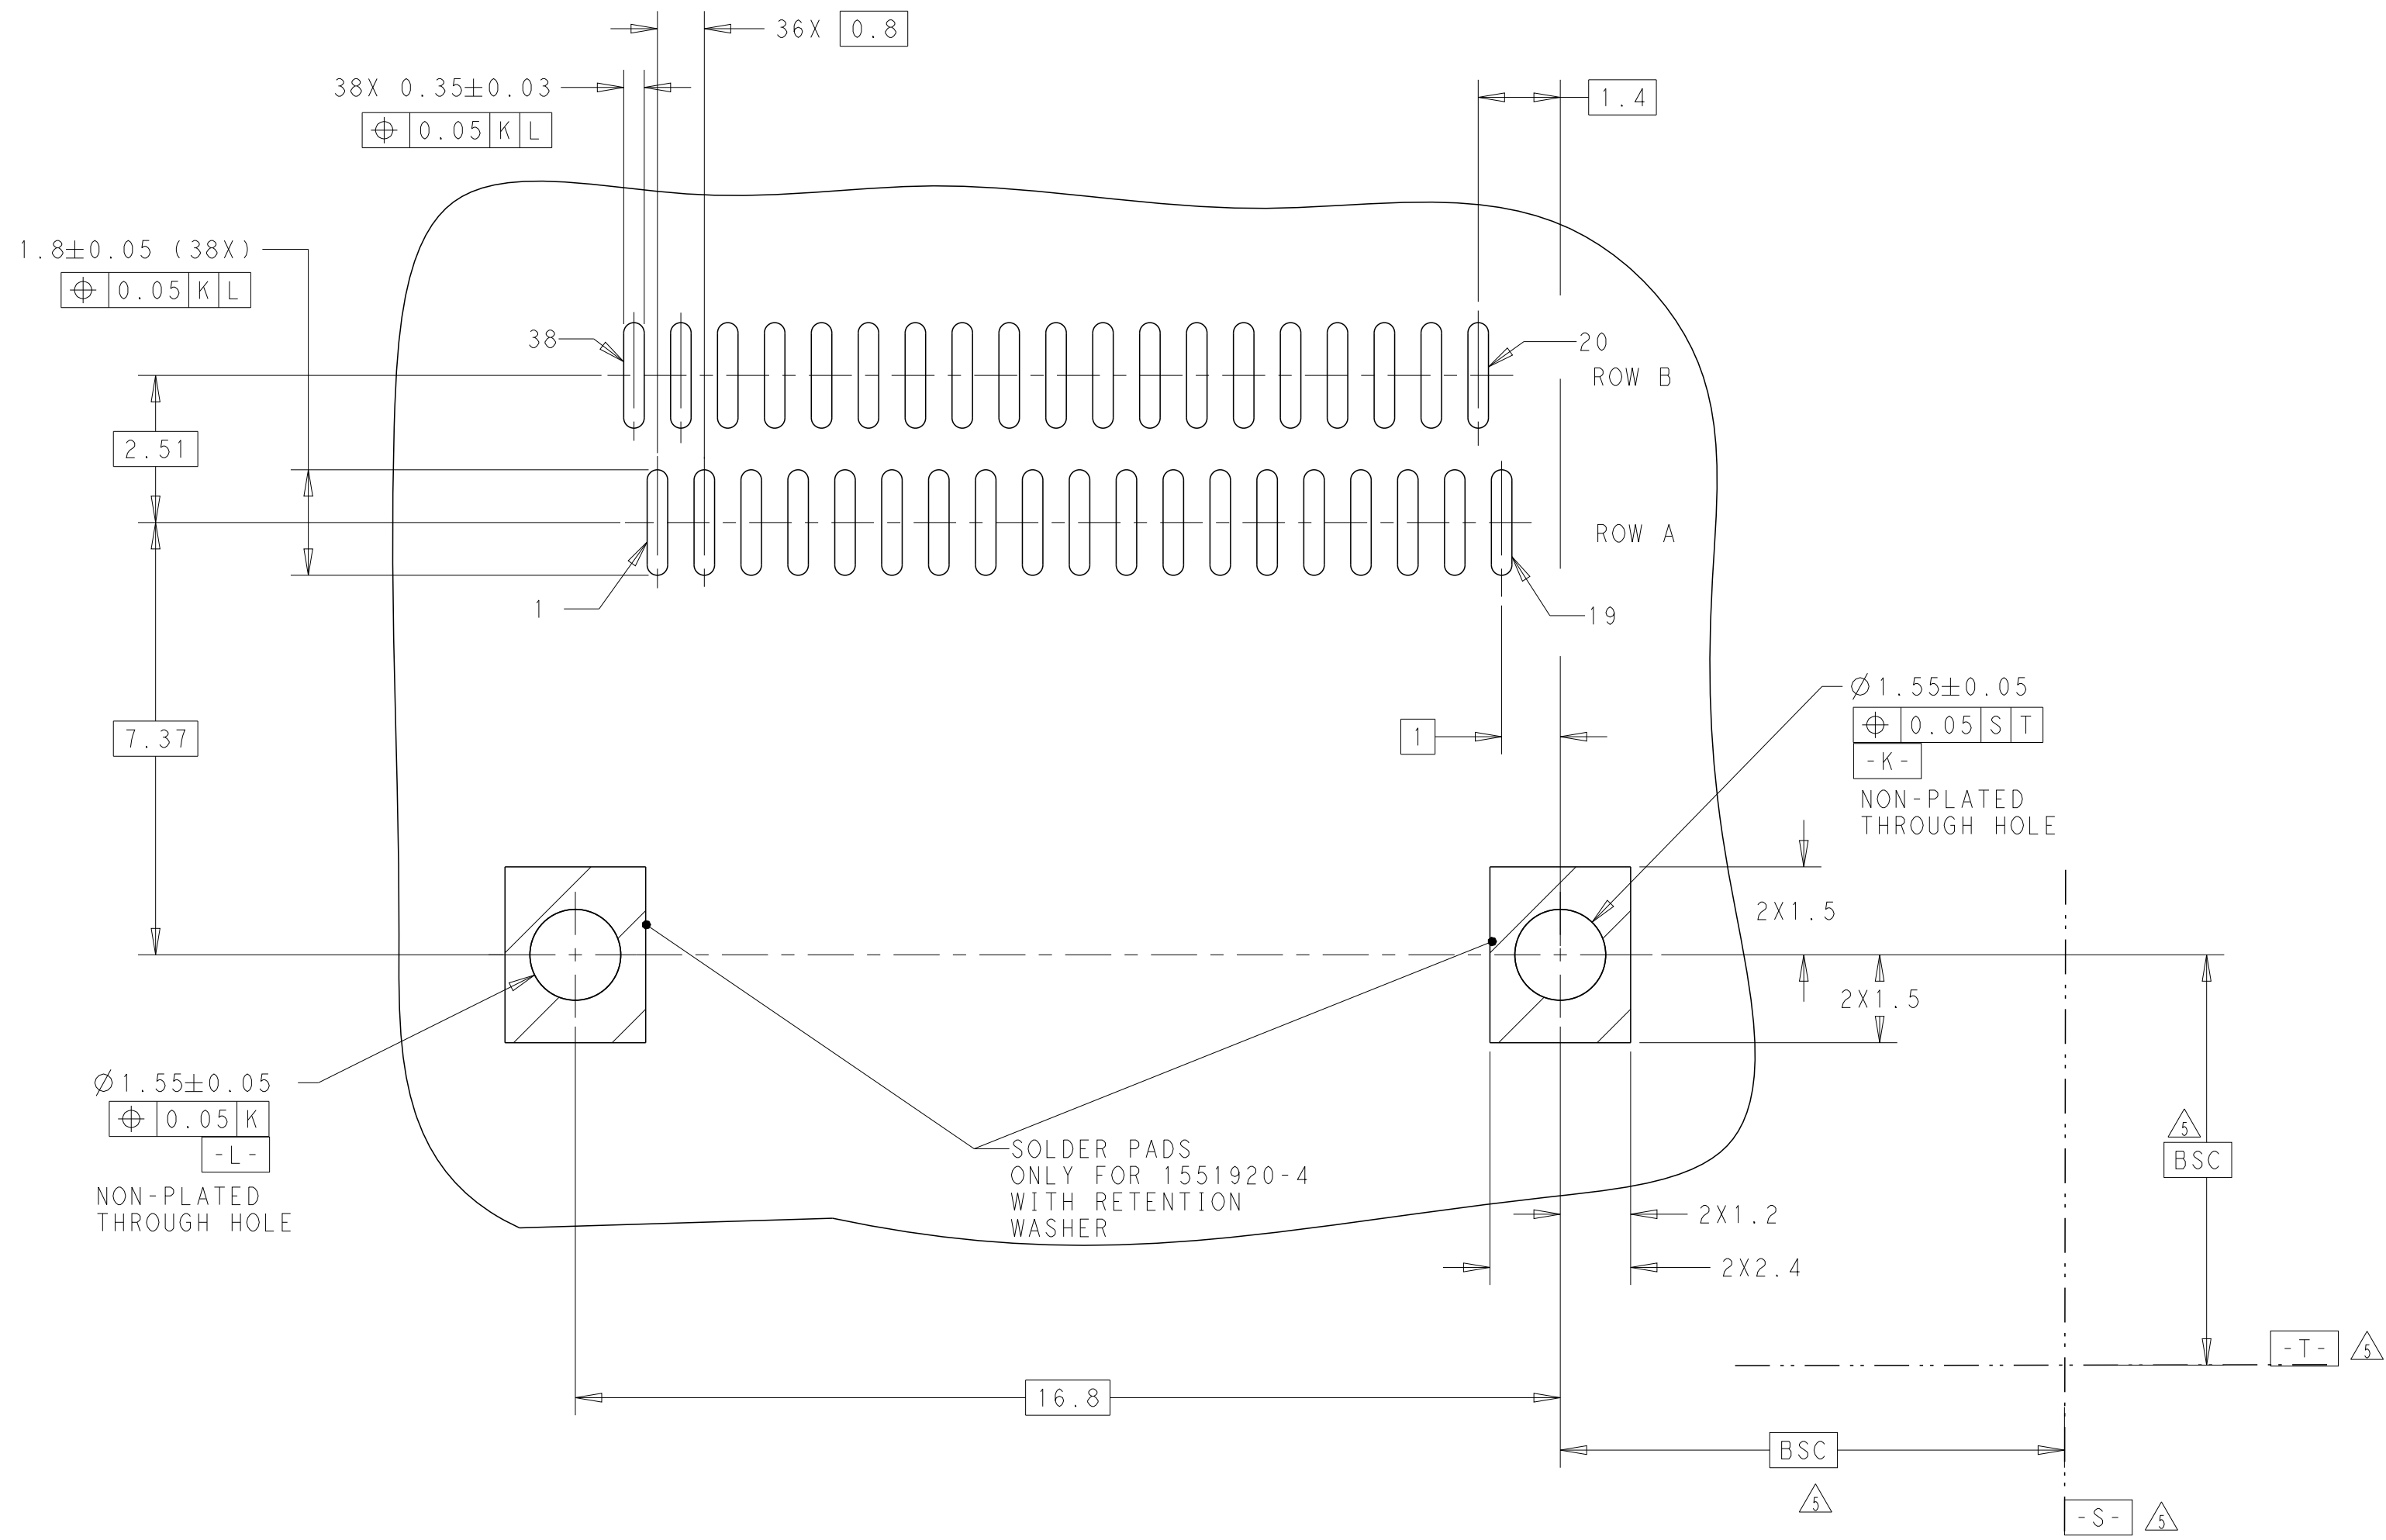 36X 0.8
38X 0.35±0.03
⌖ 0.05 K L
1.4
1.8±0.05 (38X)
⌖ 0.05 K L
38
20
ROW B
2.51
ROW A
1
19
7.37
1
Ø1.55±0.05
⌖ 0.05 S T
-K-
NON-PLATED
THROUGH HOLE
2X1.5
2X1.5
Ø1.55±0.05
⌖ 0.05 K
-L-
NON-PLATED
THROUGH HOLE
SOLDER PADS
ONLY FOR 1551920-4
WITH RETENTION
WASHER
5
BSC
2X1.2
2X2.4
-T- 5
16.8
BSC
5
-S- 5